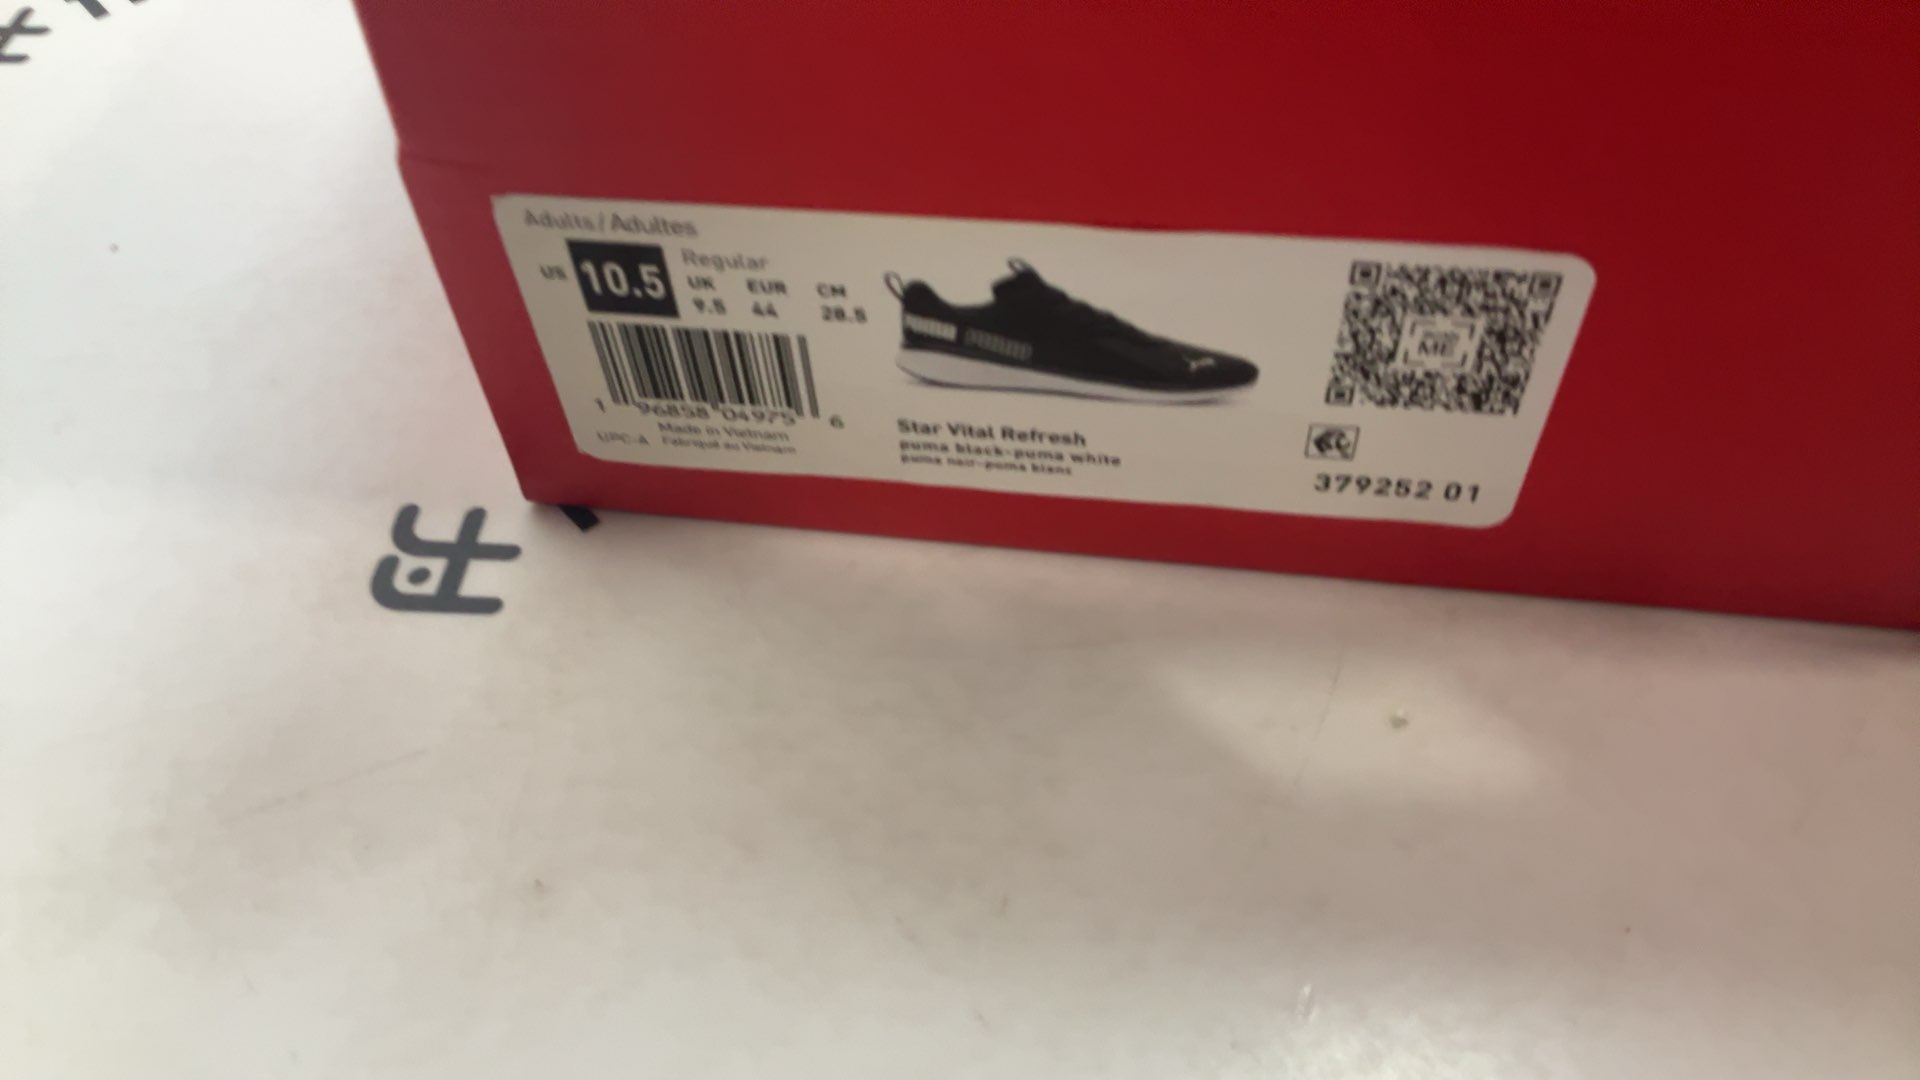 Adults / Adultes
US 10.5 Regular
UK EUR CM
9.5 44 28.5
1 96858 04975 6
UPC-A Made in Vietnam
Fabriqué au Vietnam
PUMA
Star Vital Refresh
puma black-puma white
puma noir-puma blanc
ME
379252 01